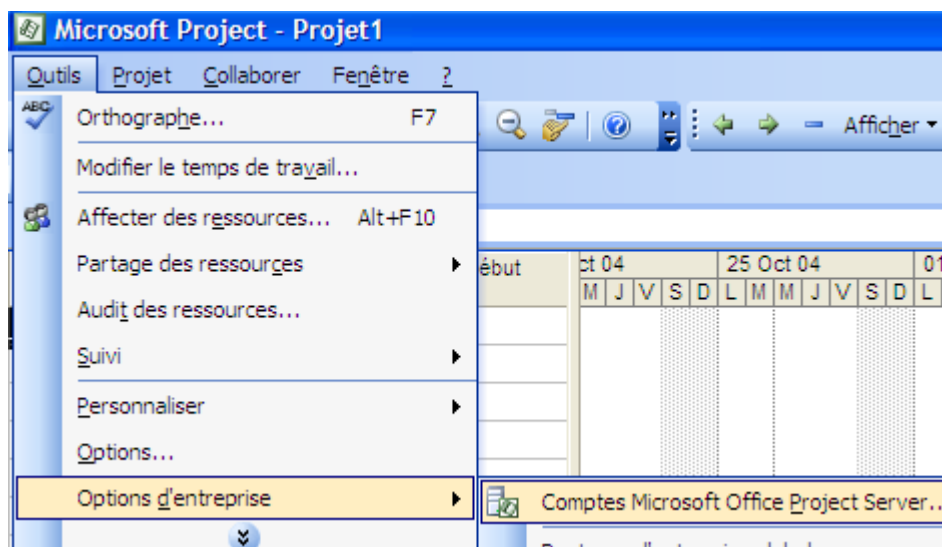 Microsoft Project - Projet1
Outils Projet Collaborer Fenêtre ?
ABC Orthographe... F7
Afficher
Modifier le temps de travail...
Affecter des ressources... Alt+F10
Partage des ressources
ébut ct 04 25 Oct 04 01
M J V S D L M M J V S D L
Audit des ressources...
Suivi
Personnaliser
Options...
Options d'entreprise
Comptes Microsoft Office Project Server..